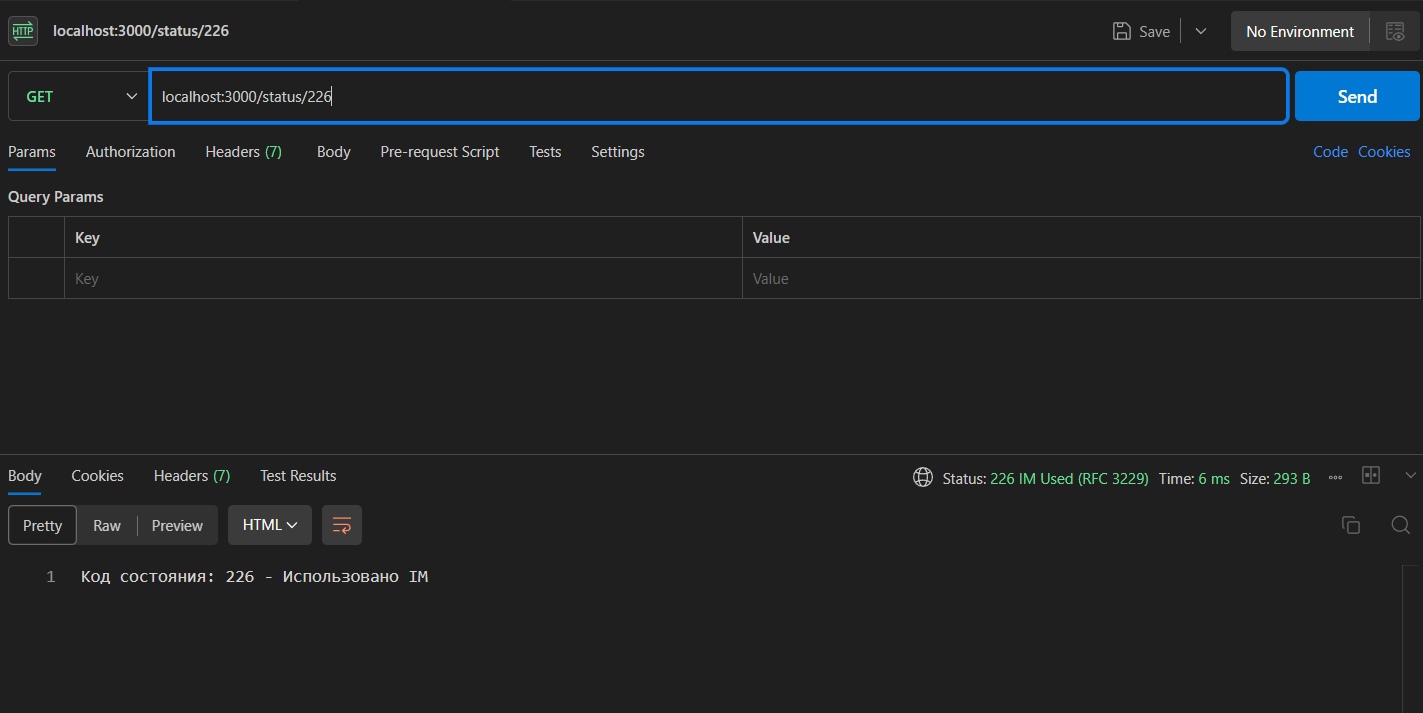 HTTP localhost:3000/status/226 Save No Environment
GET localhost:3000/status/226 Send
Params Authorization Headers (7) Body Pre-request Script Tests Settings Code Cookies
Query Params
Key Value
Key Value
Body Cookies Headers (7) Test Results Status: 226 IM Used (RFC 3229) Time: 6 ms Size: 293 B
Pretty Raw Preview HTML
1 Код состояния: 226 - Использовано IM